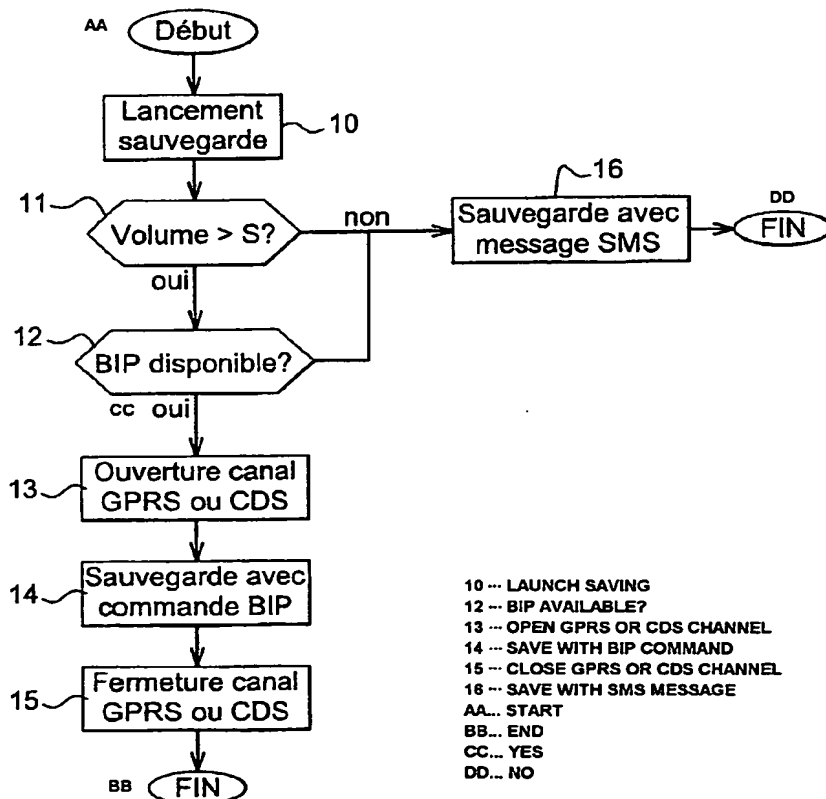 AA Début
Lancement
sauvegarde
10
11
Volume > S?
non
oui
16
Sauvegarde avec
message SMS
DD
FIN
12
BIP disponible?
CC oui
13
Ouverture canal
GPRS ou CDS
14
Sauvegarde avec
commande BIP
15
Fermeture canal
GPRS ou CDS
BB FIN
10 --- LAUNCH SAVING
12 --- BIP AVAILABLE?
13 --- OPEN GPRS OR CDS CHANNEL
14 --- SAVE WITH BIP COMMAND
15 --- CLOSE GPRS OR CDS CHANNEL
16 --- SAVE WITH SMS MESSAGE
AA... START
BB... END
CC... YES
DD... NO